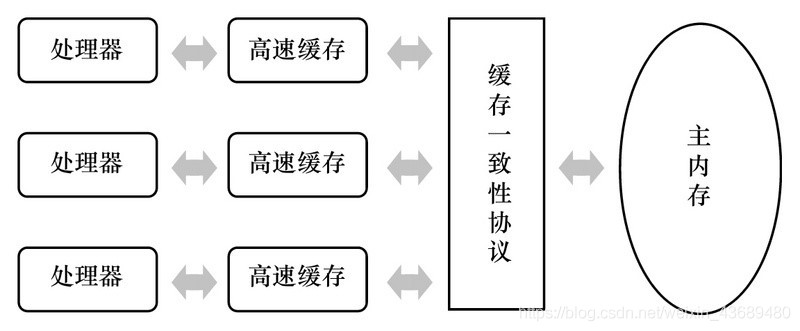 处理器
高速缓存
处理器
高速缓存
处理器
高速缓存
缓存一致性协议
主内存
https://blog.csdn.net/weixin_43689480